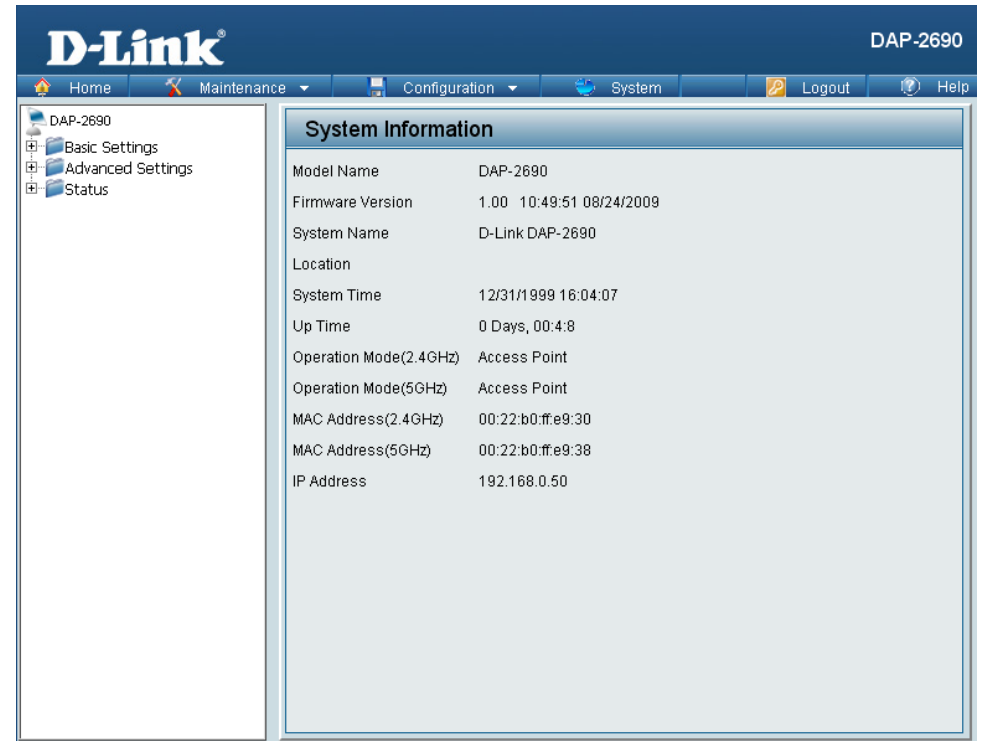 D-Link®
DAP-2690
Home Maintenance Configuration System Logout Help
DAP-2690
Basic Settings
Advanced Settings
Status
System Information
Model Name DAP-2690
Firmware Version 1.00 10:49:51 08/24/2009
System Name D-Link DAP-2690
Location
System Time 12/31/1999 16:04:07
Up Time 0 Days, 00:4:8
Operation Mode(2.4GHz) Access Point
Operation Mode(5GHz) Access Point
MAC Address(2.4GHz) 00:22:b0:ff:e9:30
MAC Address(5GHz) 00:22:b0:ff:e9:38
IP Address 192.168.0.50